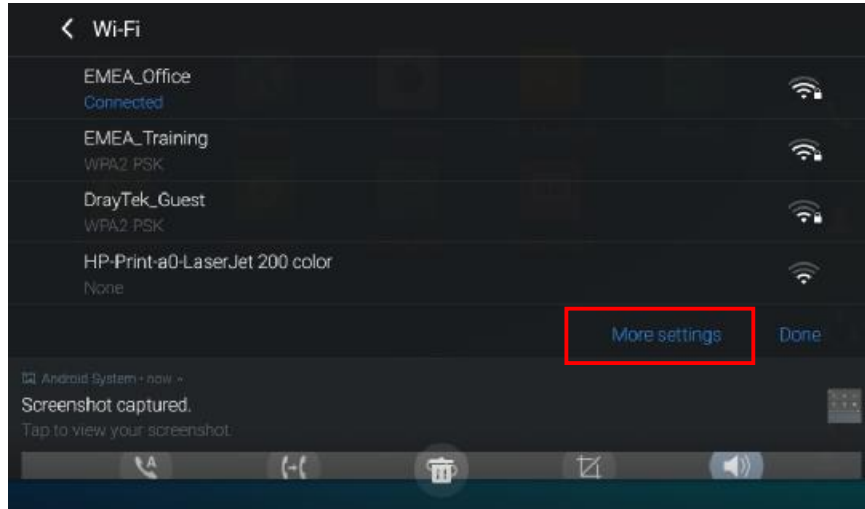 Wi-Fi
EMEA_Office
Connected
EMEA_Training
WPA2 PSK
DrayTek_Guest
WPA2 PSK
HP-Print-a0-LaserJet 200 color
None
More settings Done
Android System • now
Screenshot captured.
Tap to view your screenshot.
A